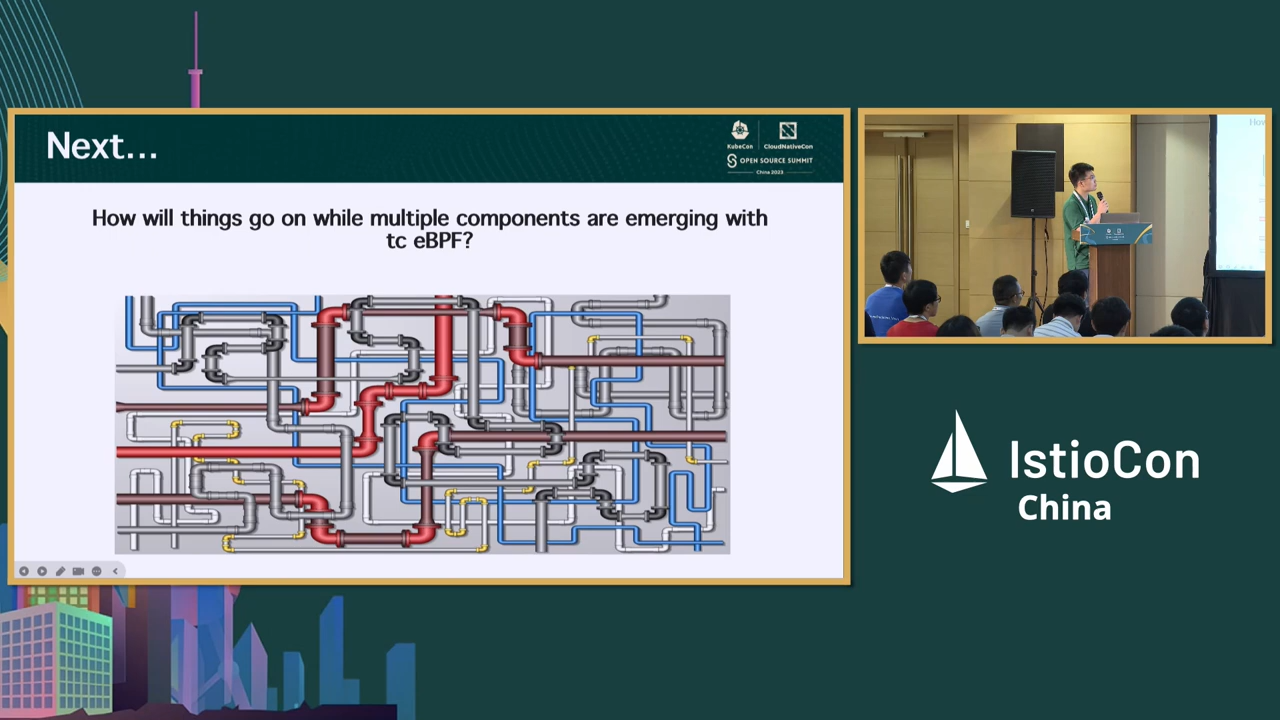 Next...
KubeCon
CloudNativeCon
OPEN SOURCE SUMMIT
China 2023
How will things go on while multiple components are emerging with
tc eBPF?
How
IstioCon
China